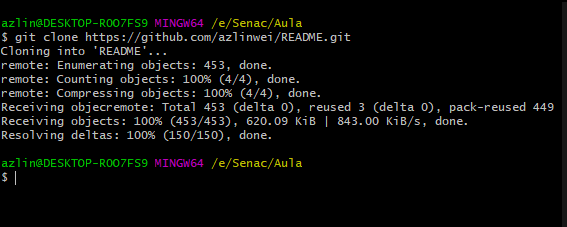 azlin@DESKTOP-ROO7FS9 MINGW64 /e/Senac/Aula
$ git clone https://github.com/azlinwei/README.git
Cloning into 'README'...
remote: Enumerating objects: 453, done.
remote: Counting objects: 100% (4/4), done.
remote: Compressing objects: 100% (4/4), done.
Receiving objecremote: Total 453 (delta 0), reused 3 (delta 0), pack-reused 449
Receiving objects: 100% (453/453), 620.09 KiB | 843.00 KiB/s, done.
Resolving deltas: 100% (150/150), done.
azlin@DESKTOP-ROO7FS9 MINGW64 /e/Senac/Aula
$